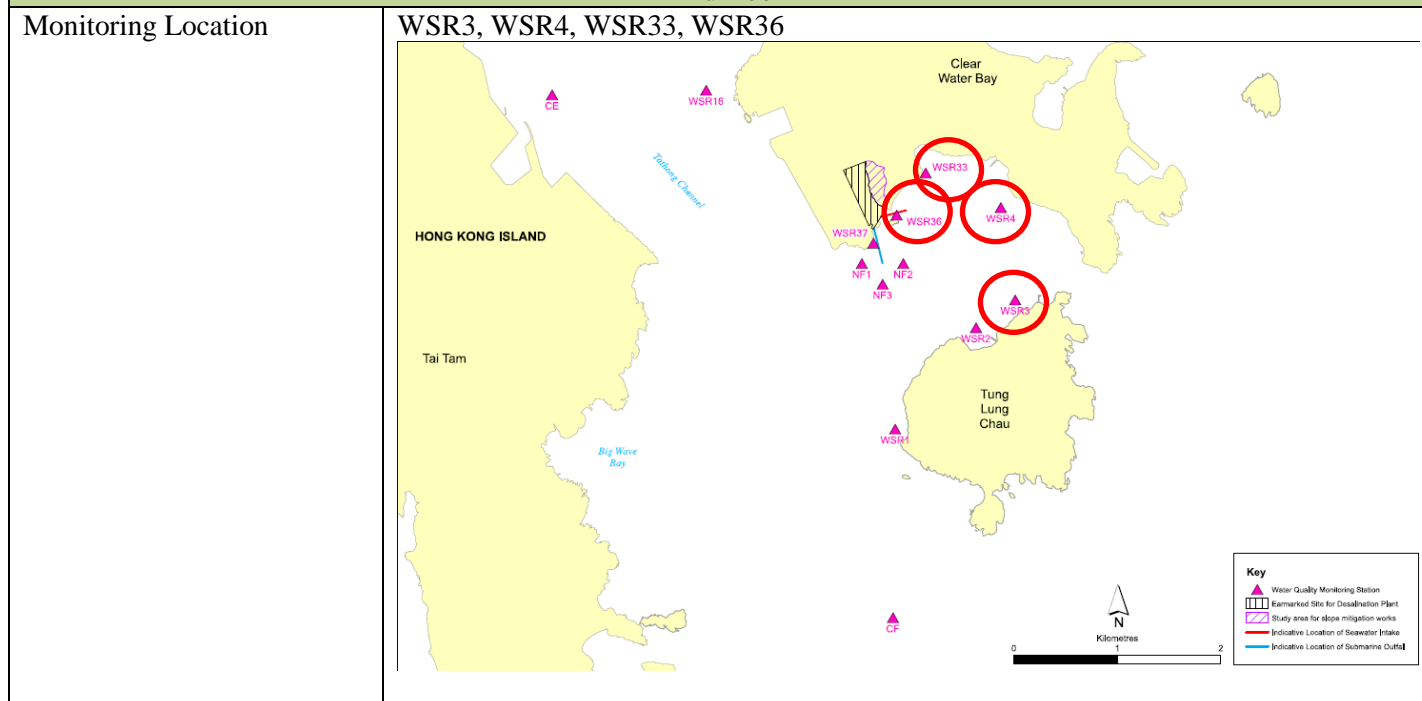 Monitoring Location
WSR3, WSR4, WSR33, WSR36
Clear
Water Bay
CE
WSR16
Tathong Channel
WSR33
WSR36
WSR4
HONG KONG ISLAND
WSR37
NF1
NF2
NF3
WSR3
WSR2
Tai Tam
Tung
Lung
Chau
WSR1
Big Wave
Bay
CF
N
Kilometres
0
1
2
Key
Water Quality Monitoring Station
Earmarked Site for Desalination Plant
Study area for slope mitigation works
Indicative Location of Seawater Intake
Indicative Location of Submarine Outfall